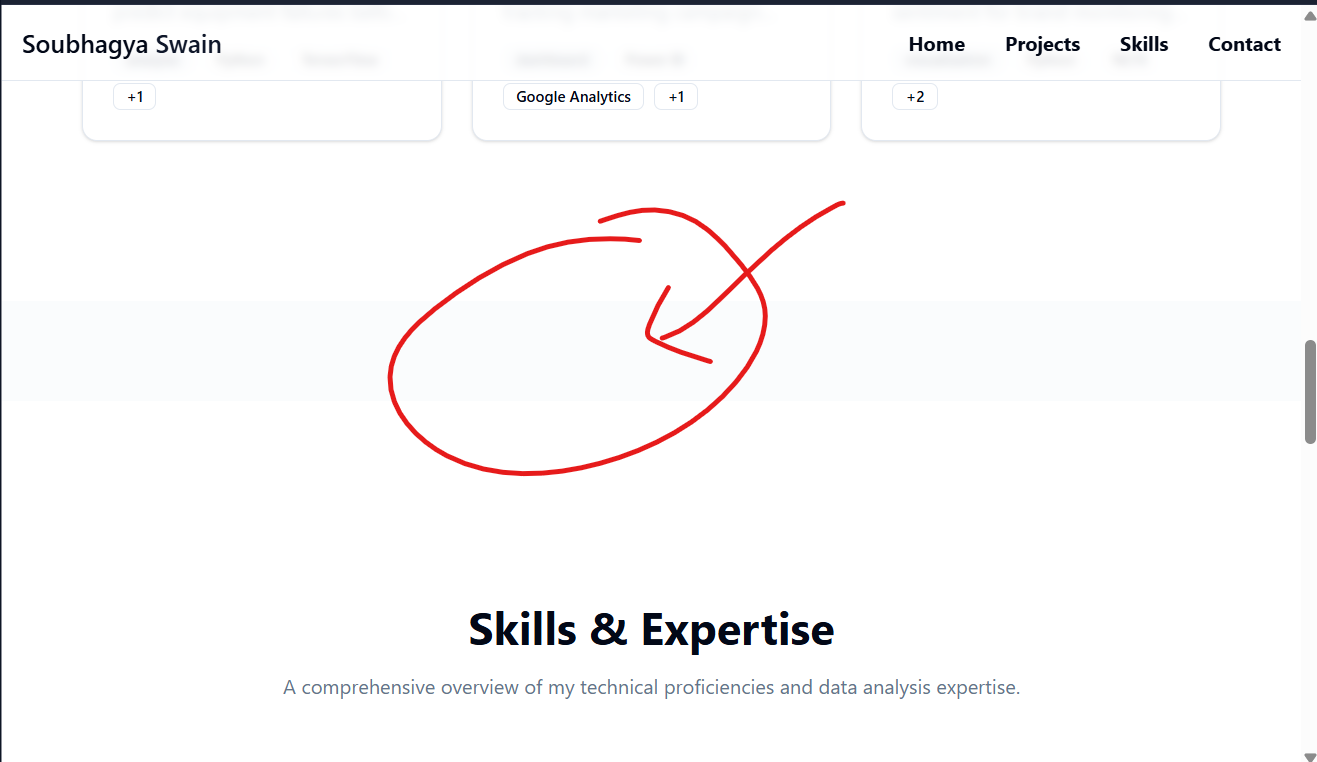 Soubhagya Swain
Home Projects Skills Contact
+1 Google Analytics +1 +2
Skills & Expertise
A comprehensive overview of my technical proficiencies and data analysis expertise.